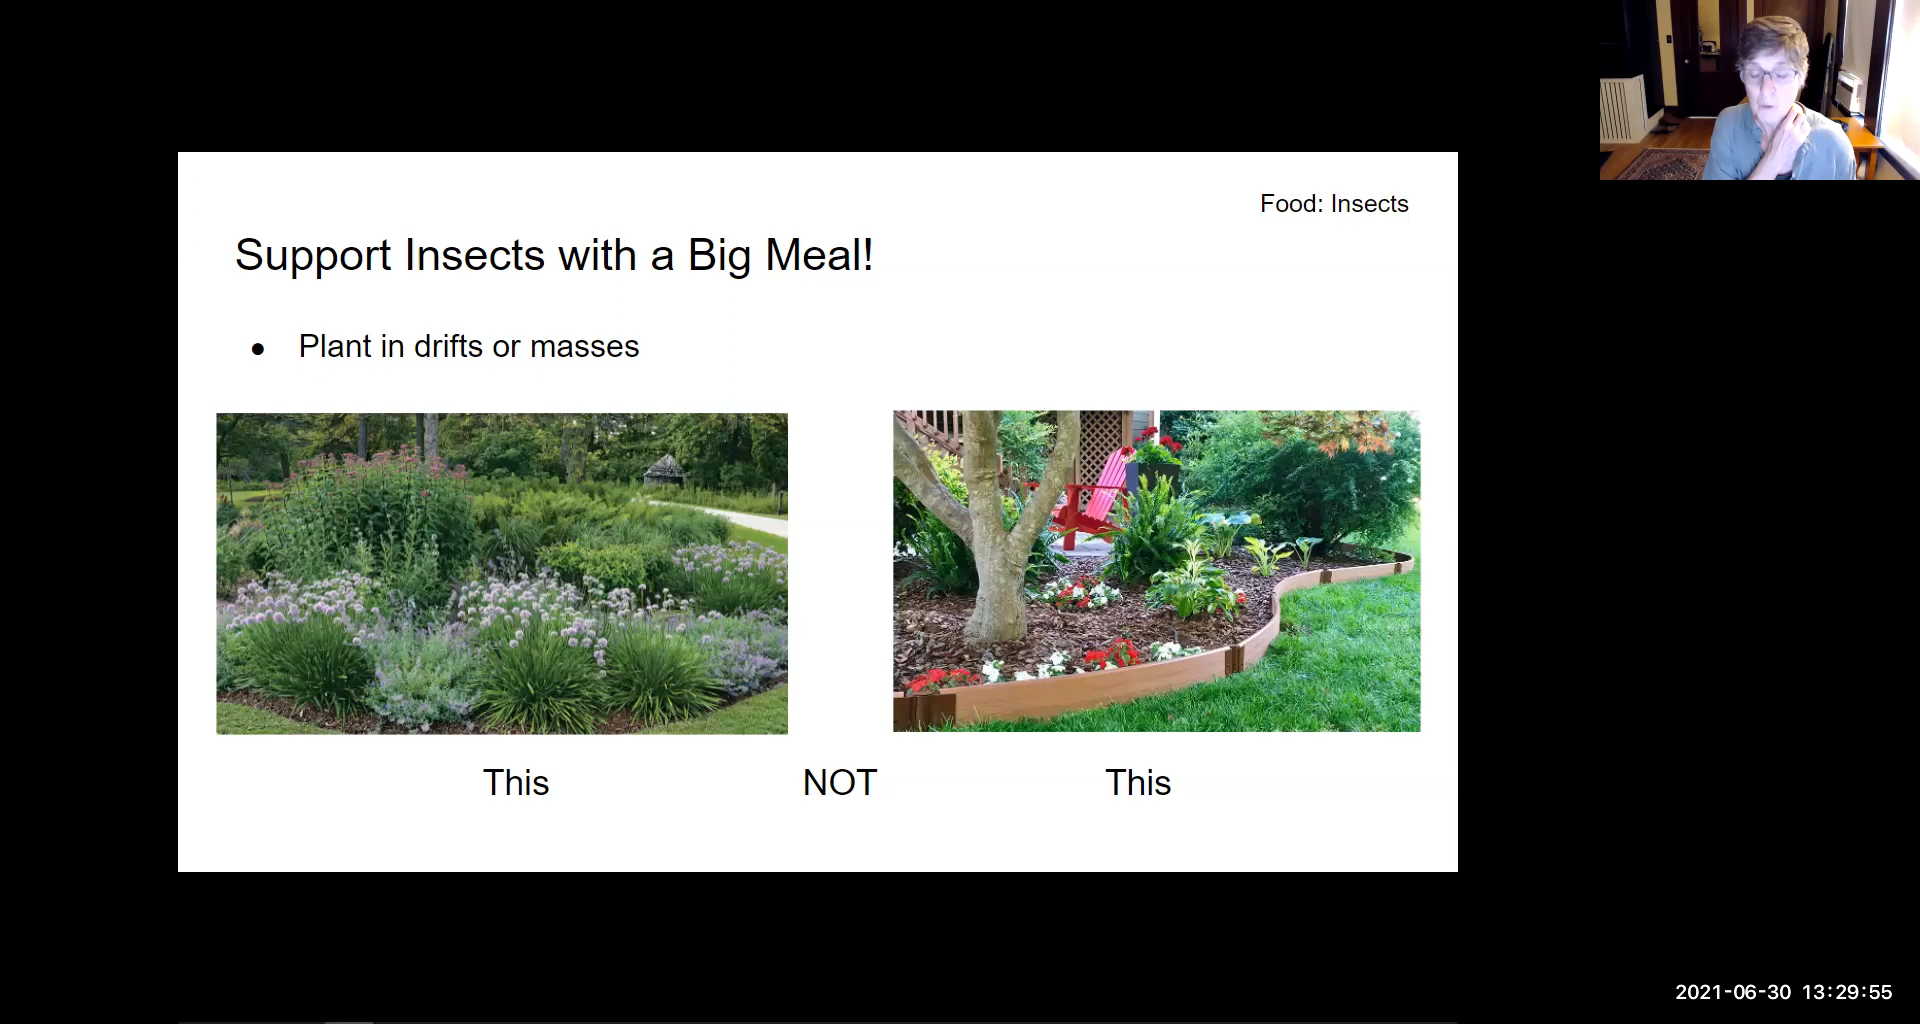 Food: Insects
Support Insects with a Big Meal!
● Plant in drifts or masses
This NOT This
2021-06-30 13:29:55